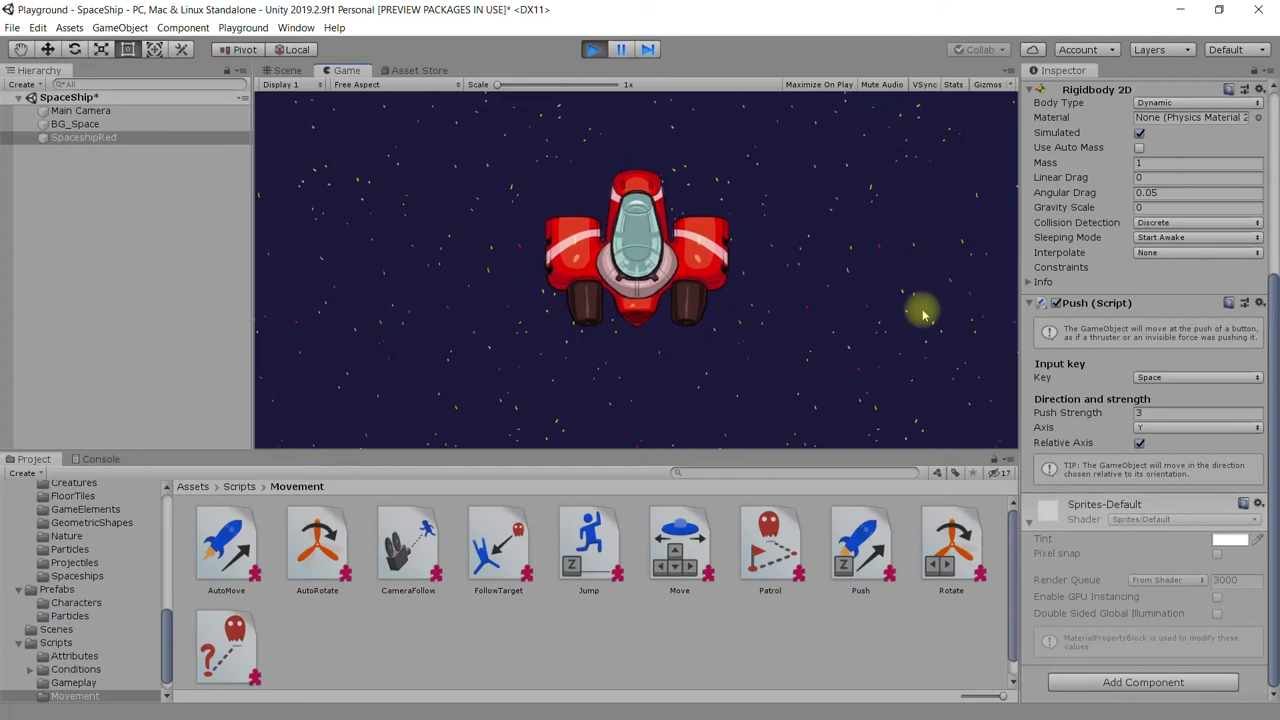 Playground - SpaceShip - PC, Mac & Linux Standalone - Unity 2019.2.9f1 Personal [PREVIEW PACKAGES IN USE]* <DX11>
File Edit Assets GameObject Component Playground Window Help
Pivot Local Collab Account Layers Default
Hierarchy
Create All
SpaceShip*
Main Camera
BG_Space
SpaceshipRed
Scene Game Asset Store
Display 1 Free Aspect Scale 1x Maximize On Play Mute Audio VSync Stats Gizmos
Inspector
Rigidbody 2D
Body Type Dynamic
Material None (Physics Material 2
Simulated
Use Auto Mass
Mass 1
Linear Drag 0
Angular Drag 0.05
Gravity Scale 0
Collision Detection Discrete
Sleeping Mode Start Awake
Interpolate None
Constraints
Info
Push (Script)
The GameObject will move at the push of a button,
as if a thruster or an invisible force was pushing it.
Input key
Key Space
Direction and strength
Push Strength 3
Axis Y
Relative Axis
TIP: The GameObject will move in the direction
chosen relative to its orientation.
Sprites-Default
Shader Sprites/Default
Tint
Pixel snap
Render Queue From Shader 3000
Enable GPU Instancing
Double Sided Global Illumination
MaterialPropertyBlock is used to modify these
values
Add Component
Project Console
Create 17
Creatures
FloorTiles
GameElements
GeometricShapes
Nature
Particles
Projectiles
Spaceships
Prefabs
Characters
Particles
Scenes
Scripts
Attributes
Conditions
Gameplay
Movement
Assets Scripts Movement
Z Z
AutoMove AutoRotate CameraFollow FollowTarget Jump Move Patrol Push Rotate
?